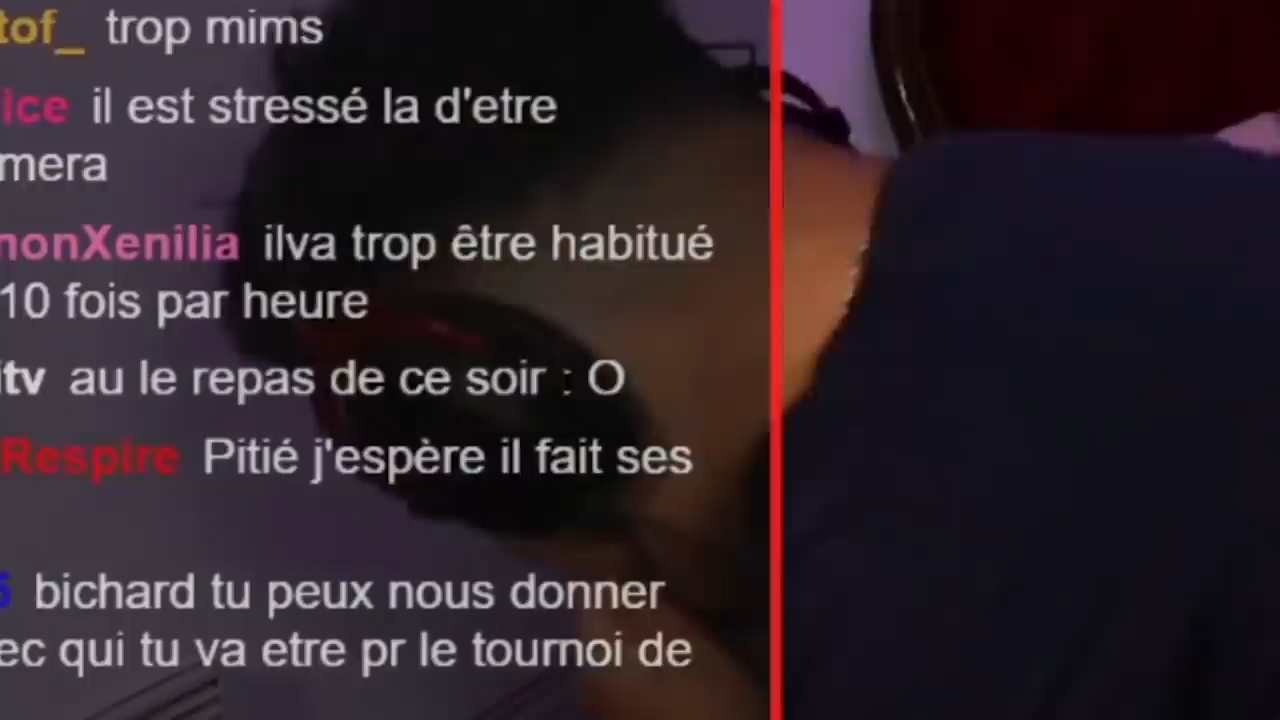 tof_ trop mims
ice il est stressé la d'etre
mera
nonXenilia ilva trop être habitué
10 fois par heure
itv au le repas de ce soir : O
Respire Pitié j'espère il fait ses
5 bichard tu peux nous donner
ec qui tu va etre pr le tournoi de